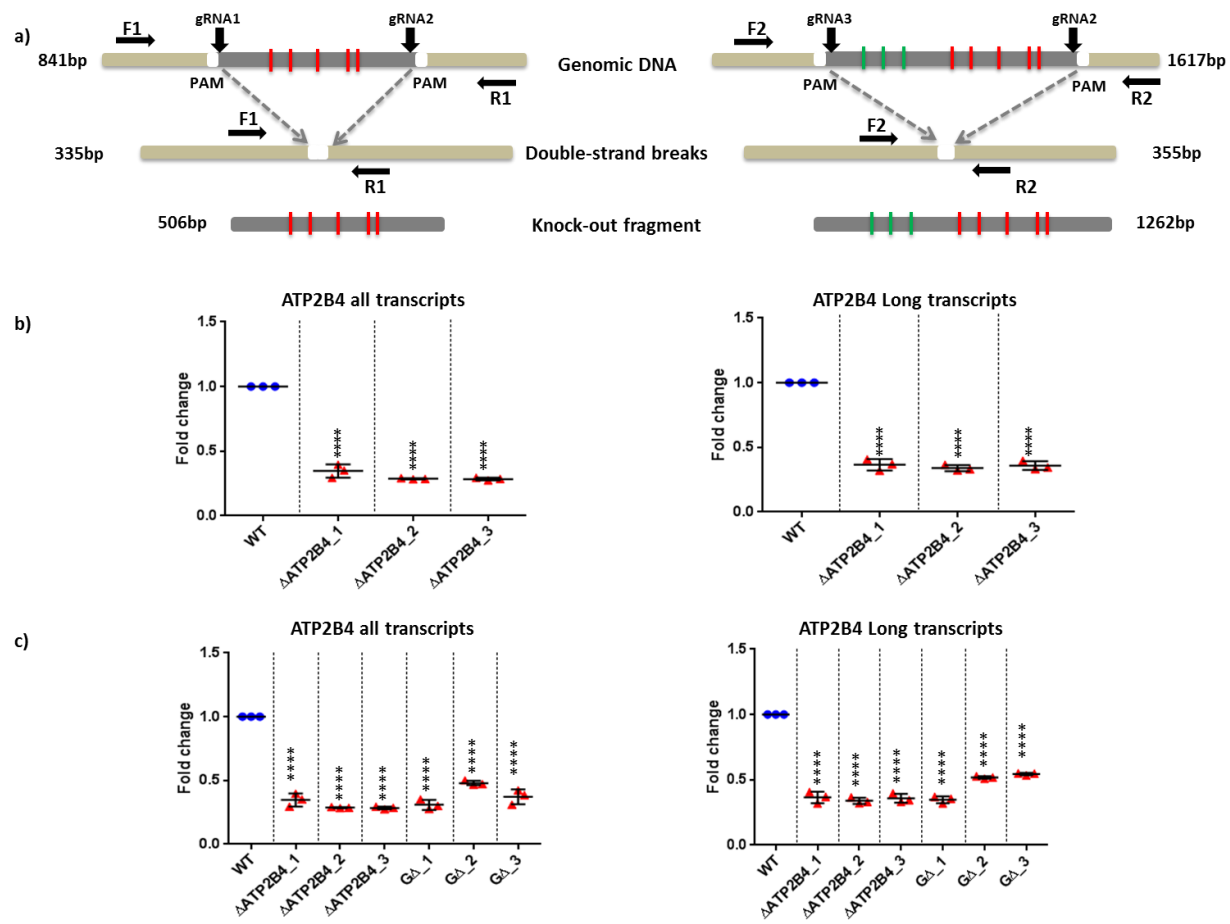 a)
F1
gRNA1
gRNA2
841bp
PAM
PAM
R1
Genomic DNA
F2
gRNA3
gRNA2
1617bp
PAM
PAM
R2
F1
335bp
R1
Double-strand breaks
F2
355bp
R2
506bp
Knock-out fragment
1262bp
b)
ATP2B4 all transcripts
Fold change
1.5
1.0
0.5
0.0
****
****
****
WT
ΔATP2B4_1
ΔATP2B4_2
ΔATP2B4_3
ATP2B4 Long transcripts
Fold change
1.5
1.0
0.5
0.0
****
****
****
WT
ΔATP2B4_1
ΔATP2B4_2
ΔATP2B4_3
c)
ATP2B4 all transcripts
Fold change
1.5
1.0
0.5
0.0
****
****
****
****
****
****
WT
ΔATP2B4_1
ΔATP2B4_2
ΔATP2B4_3
GΔ_1
GΔ_2
GΔ_3
ATP2B4 Long transcripts
Fold change
1.5
1.0
0.5
0.0
****
****
****
****
****
****
WT
ΔATP2B4_1
ΔATP2B4_2
ΔATP2B4_3
GΔ_1
GΔ_2
GΔ_3